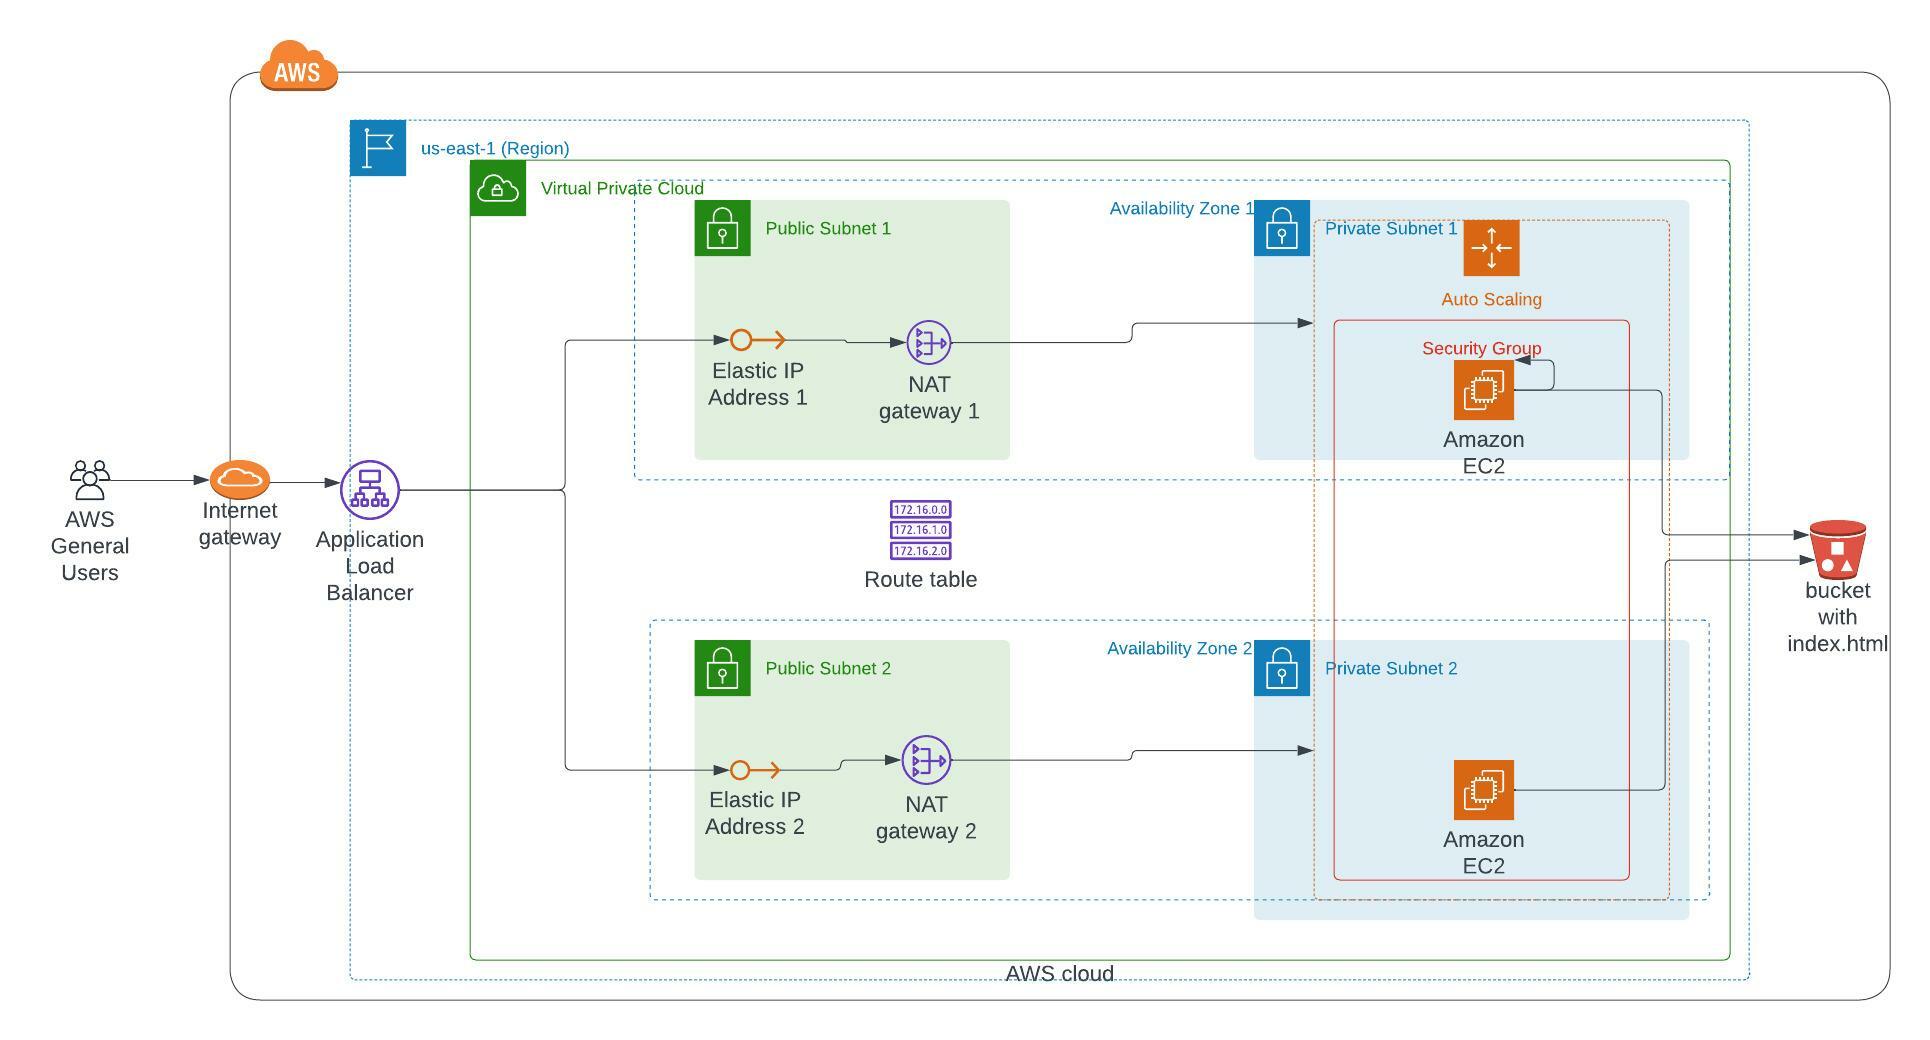 AWS
us-east-1 (Region)
Virtual Private Cloud
Public Subnet 1
Availability Zone 1
Private Subnet 1
Auto Scaling
Security Group
Elastic IP
Address 1
NAT
gateway 1
Amazon
EC2
AWS
General
Users
Internet
gateway
Application
Load
Balancer
172.16.0.0
172.16.1.0
172.16.2.0
Route table
bucket
with
index.html
Public Subnet 2
Availability Zone 2
Private Subnet 2
Elastic IP
Address 2
NAT
gateway 2
Amazon
EC2
AWS cloud